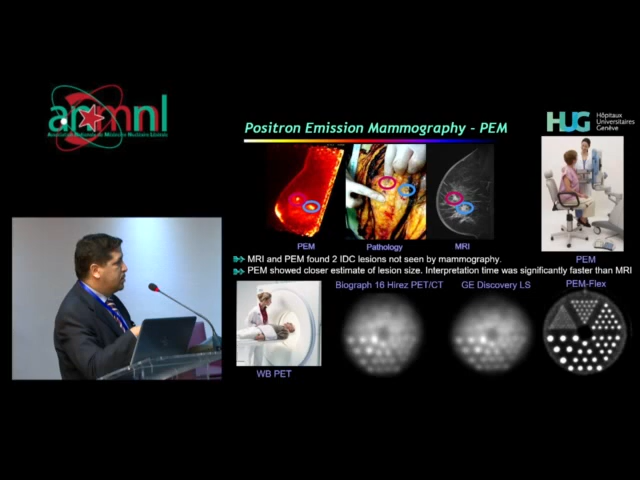 anmnl
Positron Emission Mammography - PEM
HUG
Hôpitaux
Universitaires
Genève
PEM
Pathology
MRI
PEM
MRI and PEM found 2 IDC lesions not seen by mammography.
PEM showed closer estimate of lesion size. Interpretation time was significantly faster than MRI
Biograph 16 Hirez PET/CT
GE Discovery LS
PEM-Flex
WB PET